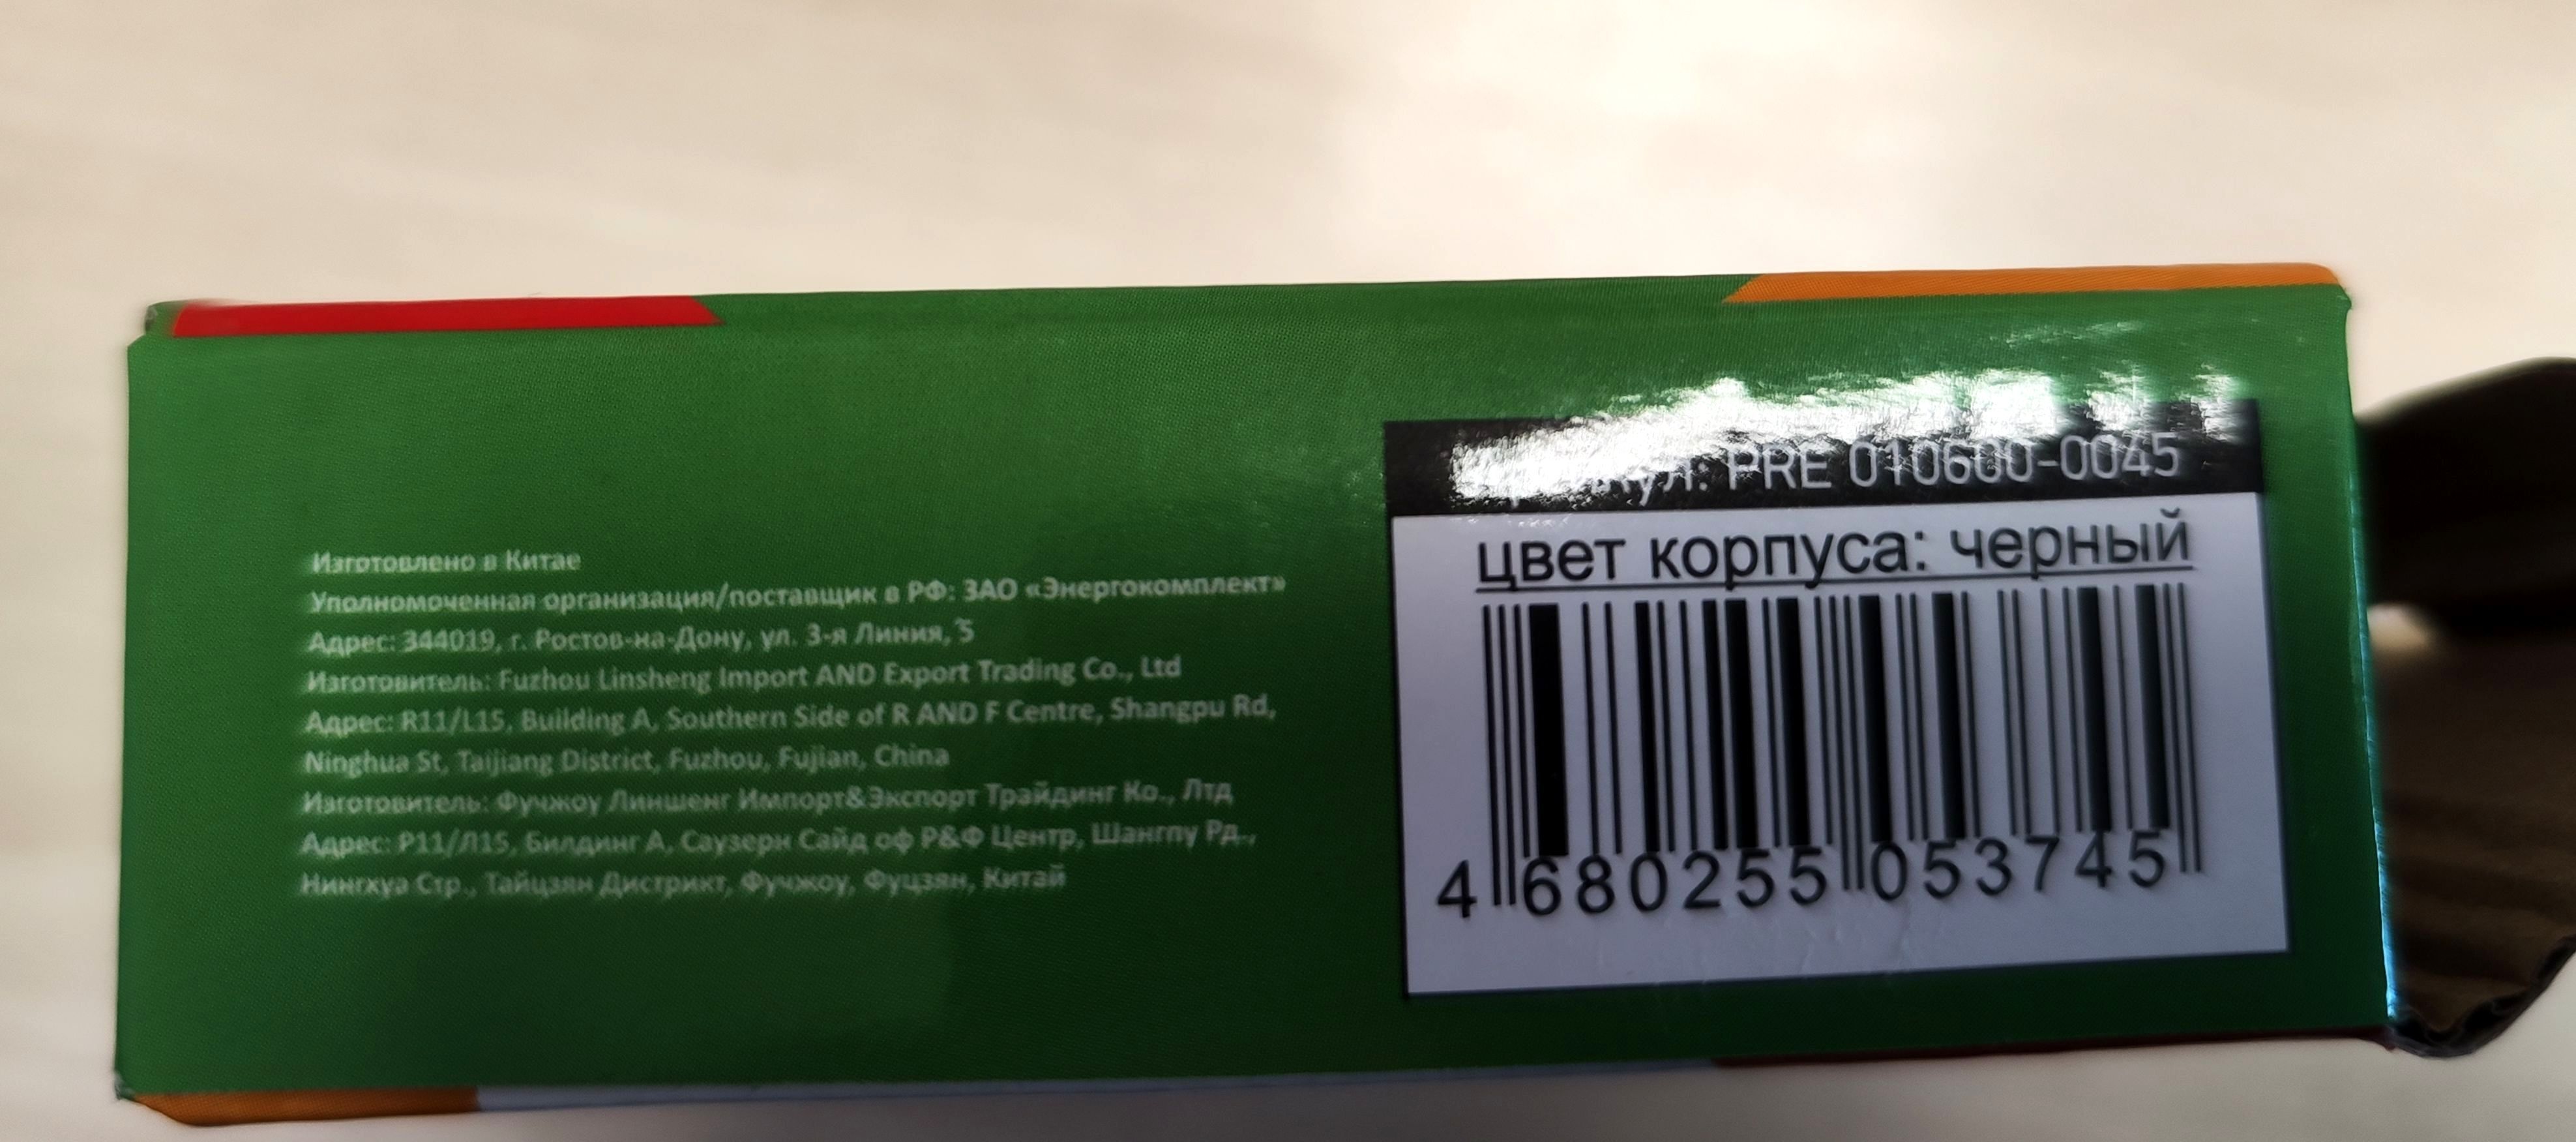 Изготовлено в Китае
Уполномоченная организация/поставщик в РФ: ЗАО «Энергокомплект»
Адрес: 344019, г. Ростов-на-Дону, ул. 3-я Линия, 5
Изготовитель: Fuzhou Linsheng Import AND Export Trading Co., Ltd
Адрес: R11/L15, Building A, Southern Side of R AND F Centre, Shangpu Rd,
Ninghua St, Taijiang District, Fuzhou, Fujian, China
Изготовитель: Фучжоу Линшенг Импорт&Экспорт Трайдинг Ко., Лтд
Адрес: Р11/Л15, Билдинг А, Саузерн Сайд оф Р&Ф Центр, Шангпу Рд.,
Нингхуа Стр., Тайцзян Дистрикт, Фучжоу, Фуцзян, Китай
PRE 010600-0045
цвет корпуса: черный
4 680255 053745